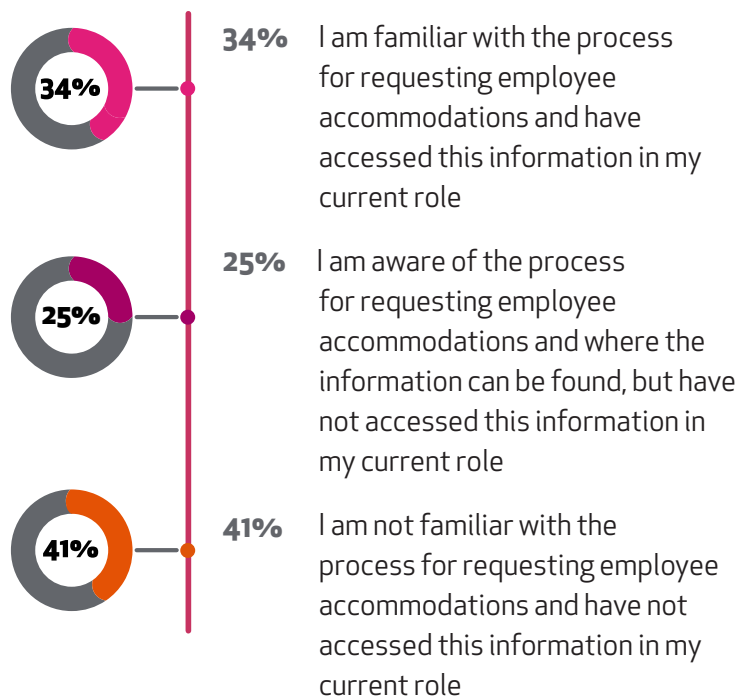 34%
34% I am familiar with the process
for requesting employee
accommodations and have
accessed this information in my
current role
25%
25% I am aware of the process
for requesting employee
accommodations and where the
information can be found, but have
not accessed this information in
my current role
41%
41% I am not familiar with the
process for requesting employee
accommodations and have not
accessed this information in my
current role